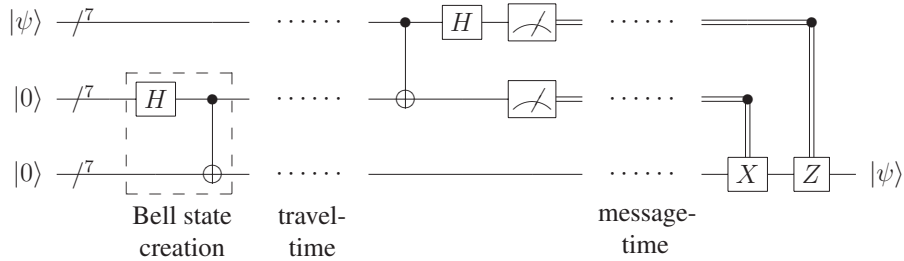 |ψ⟩ 7 ...... H ......
|0⟩ 7 H ...... ......
|0⟩ 7 ...... ...... X Z |ψ⟩
Bell state creation
travel-time
message-time